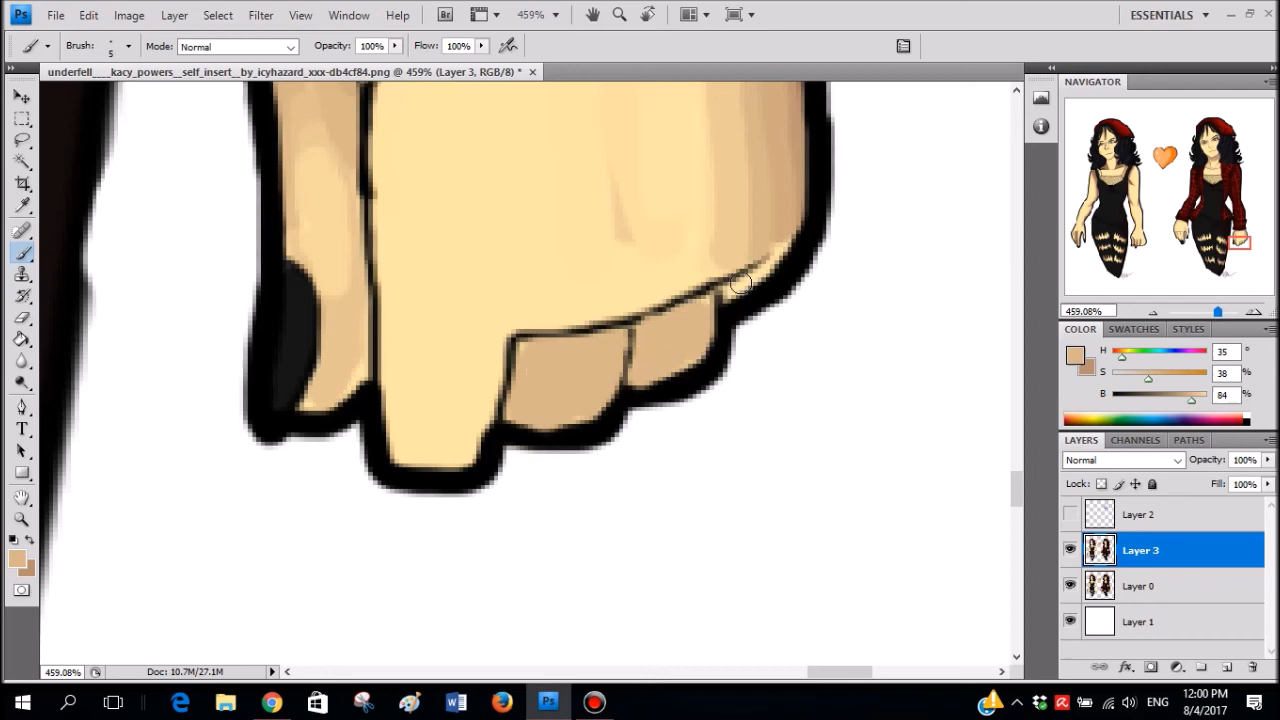 Ps File Edit Image Layer Select Filter View Window Help Br 459% ESSENTIALS
Brush: 5 Mode: Normal Opacity: 100% Flow: 100%
underfell____kacy_powers__self_insert__by_icyhazard_xxx-db4cf84.png @ 459% (Layer 3, RGB/8) *
NAVIGATOR
459.08%
COLOR SWATCHES STYLES
H 35 °
S 38 %
B 84 %
LAYERS CHANNELS PATHS
Normal Opacity: 100%
Lock: Fill: 100%
Layer 2
Layer 3
Layer 0
Layer 1
459.08% Doc: 10.7M/27.1M
ENG
12:00 PM
8/4/2017